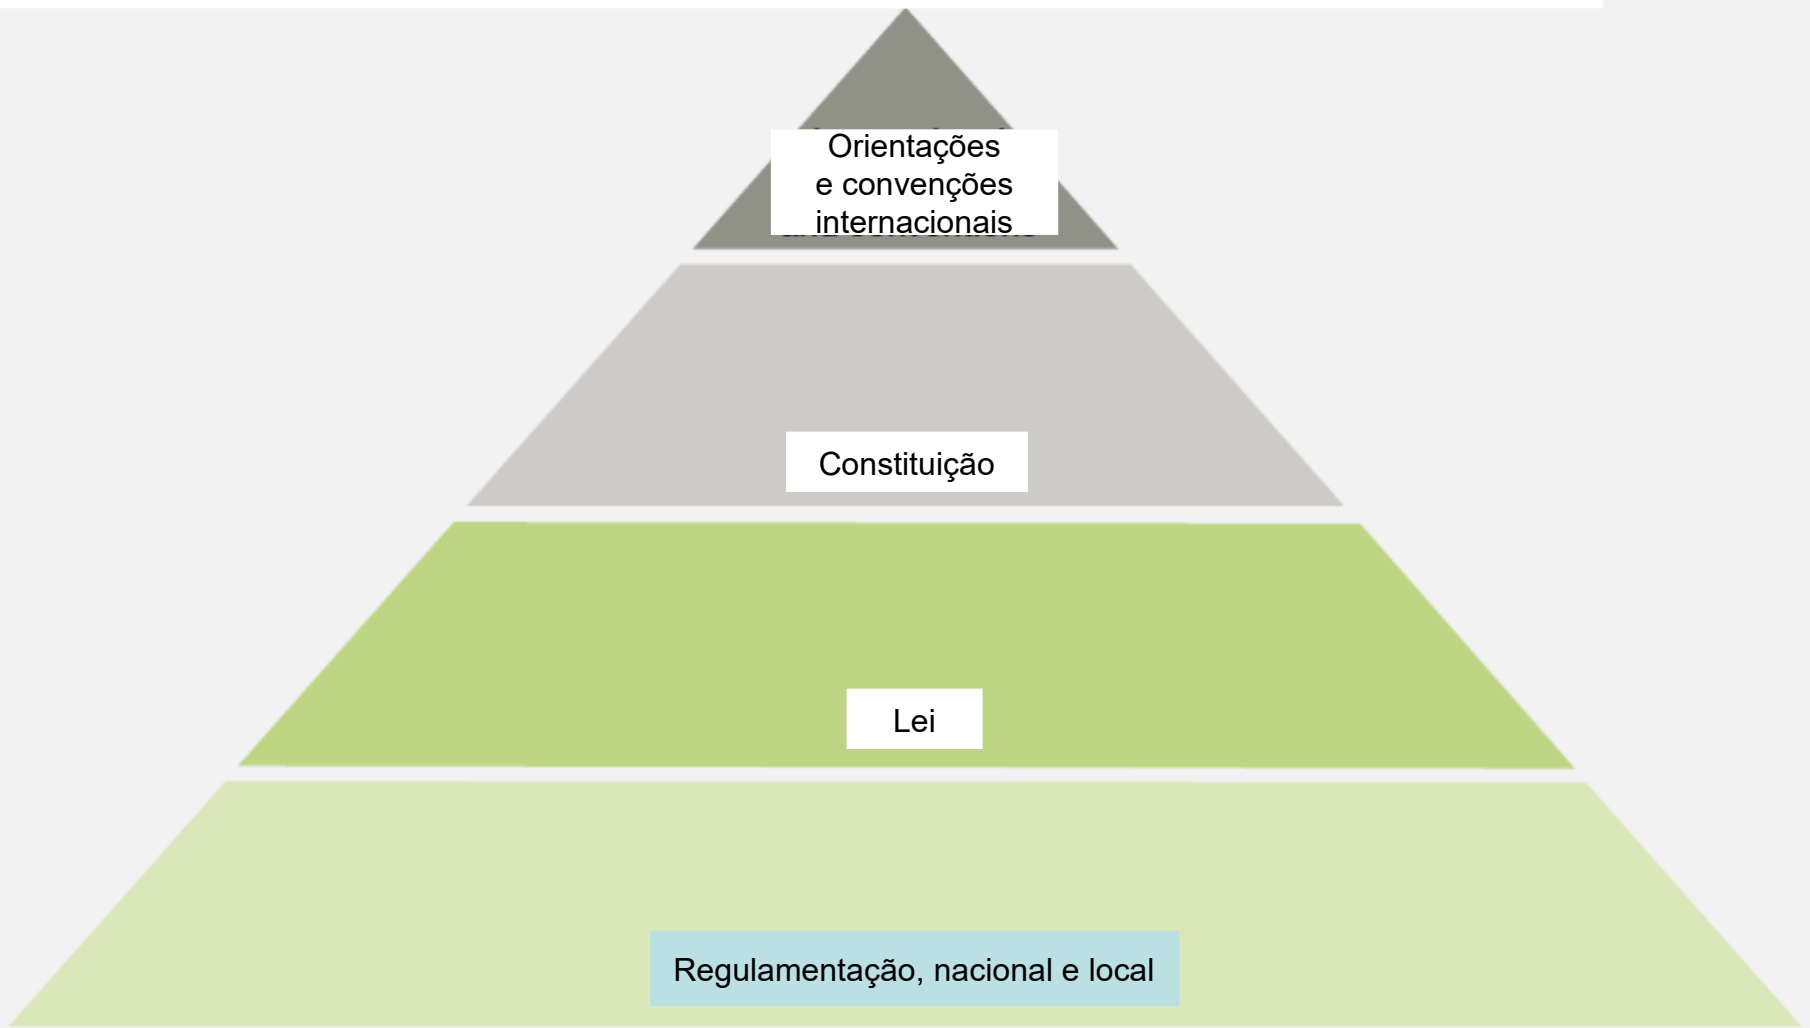 Orientações
e convenções
internacionais
Constituição
Lei
Regulamentação, nacional e local